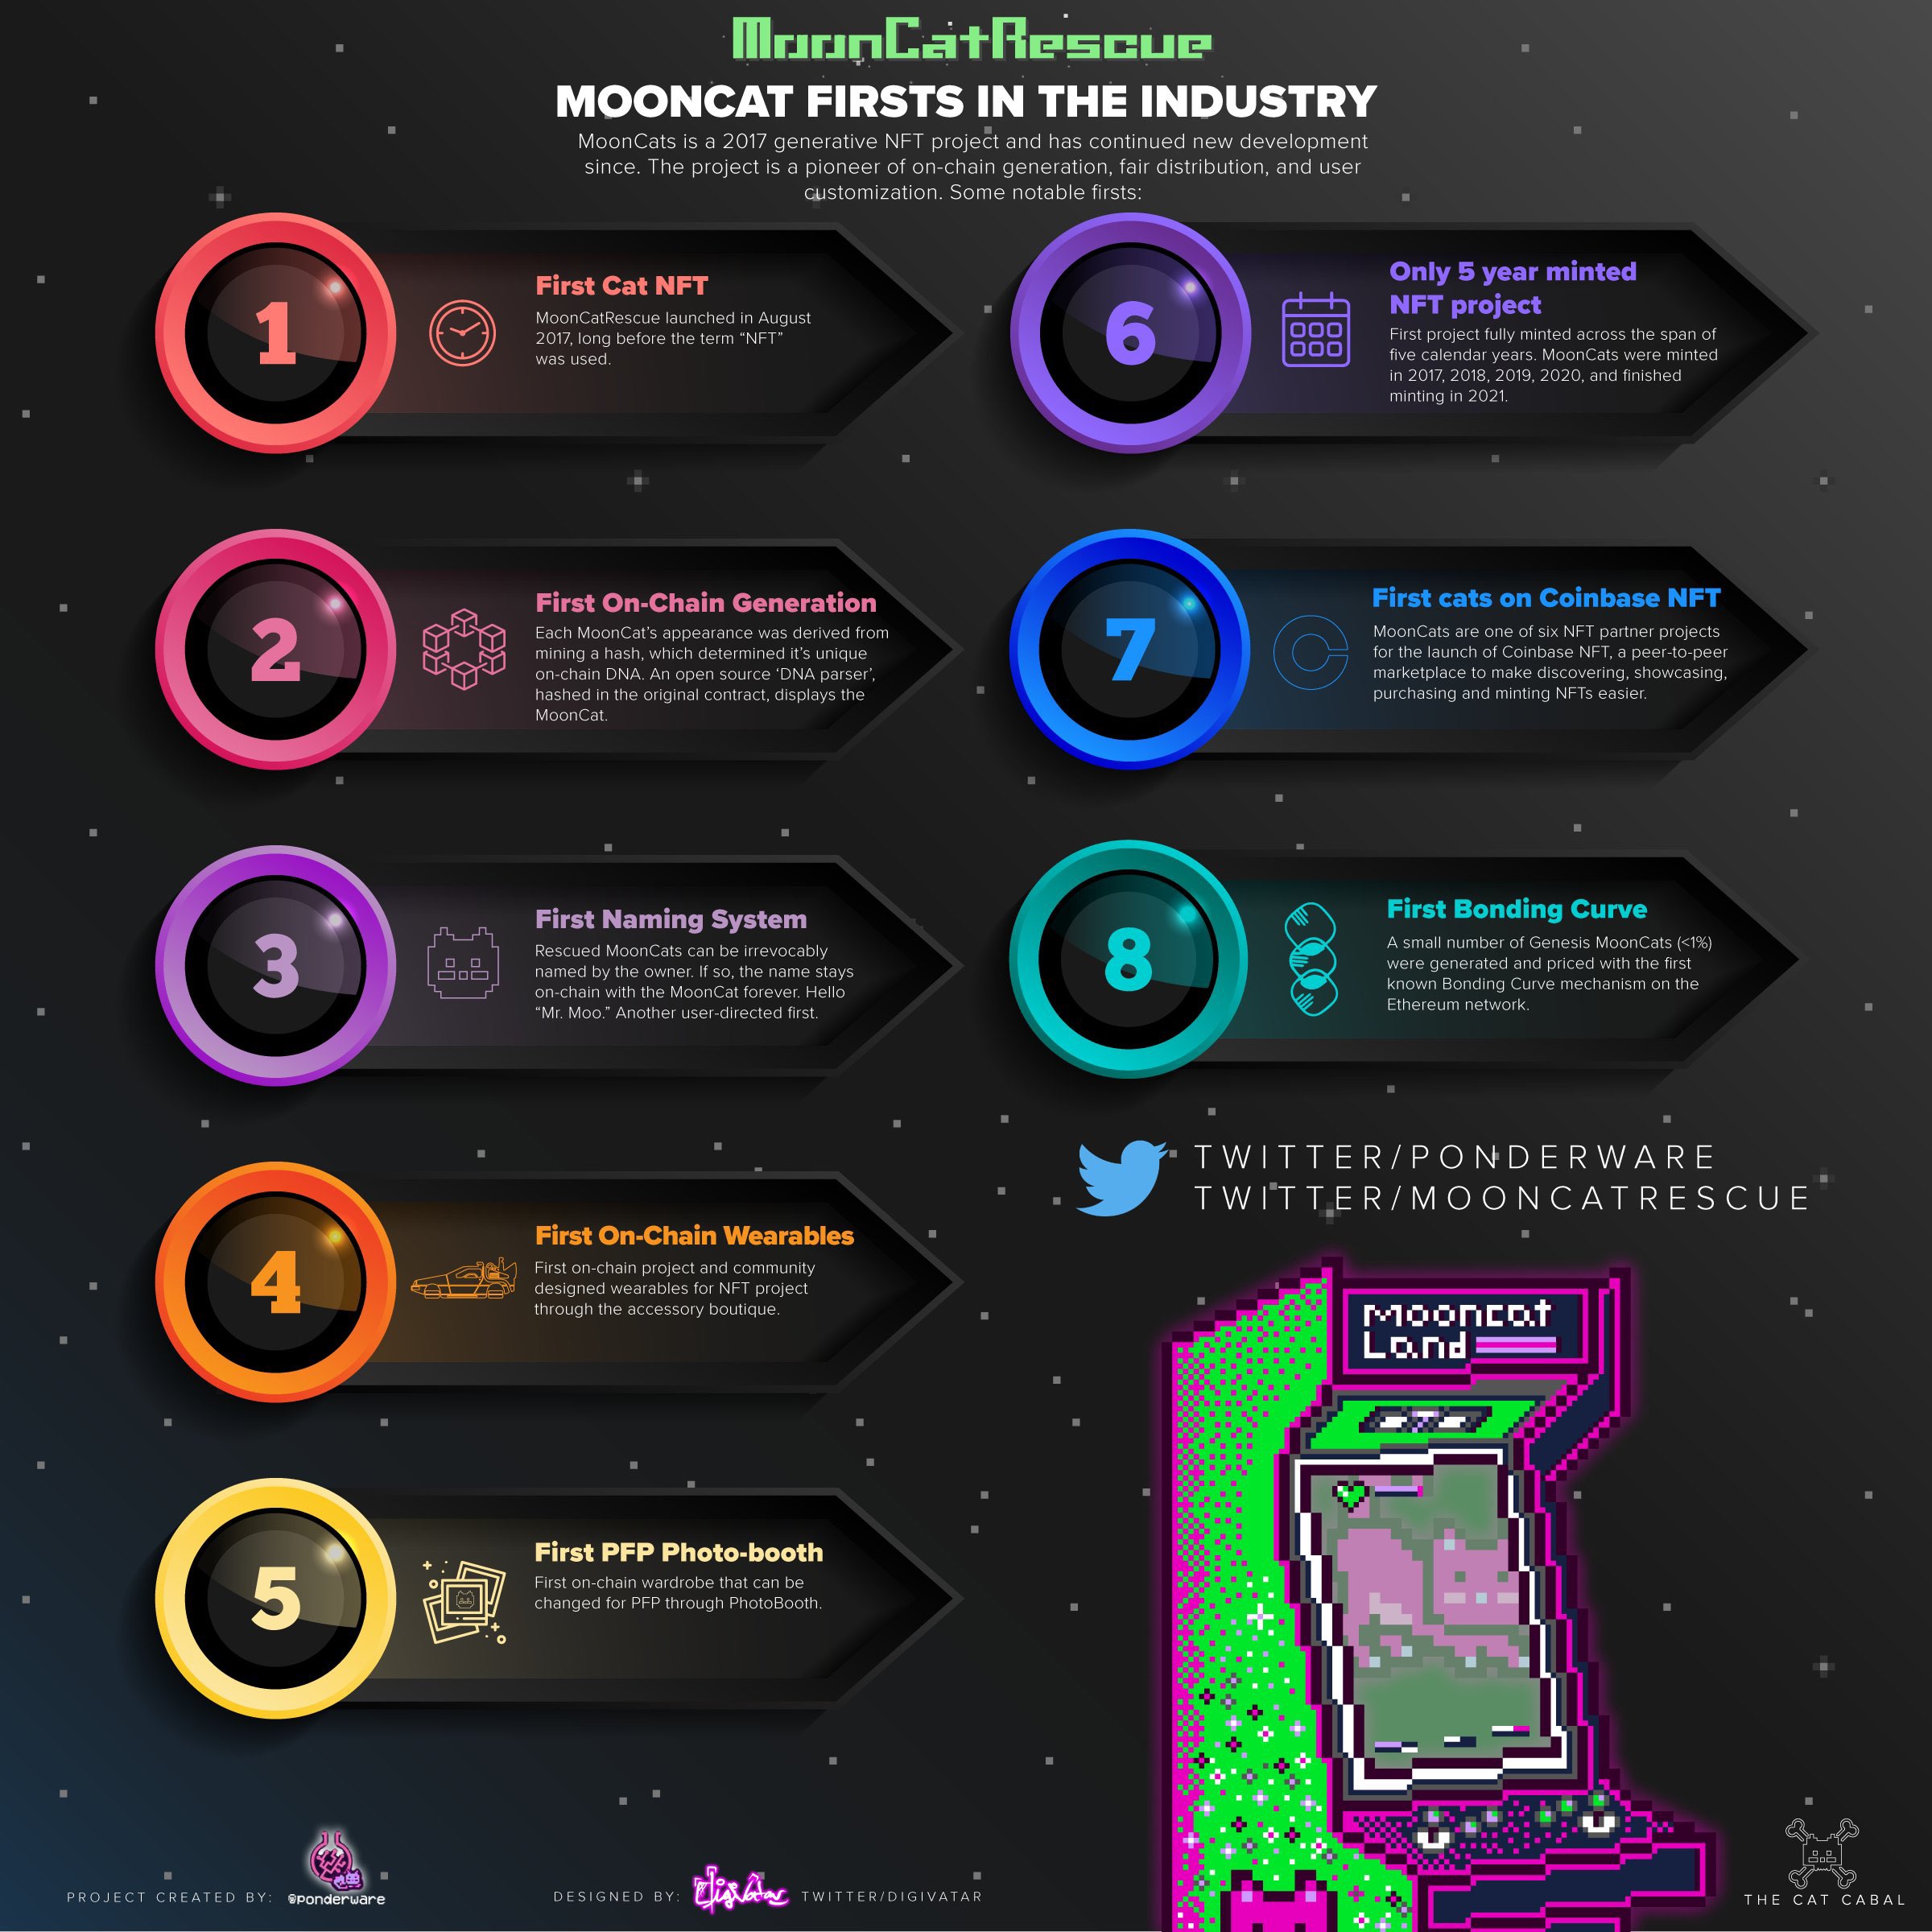 MoonCatRescue
MOONCAT FIRSTS IN THE INDUSTRY
MoonCats is a 2017 generative NFT project and has continued new development
since. The project is a pioneer of on-chain generation, fair distribution, and user
customization. Some notable firsts:
1
First Cat NFT
MoonCatRescue launched in August
2017, long before the term “NFT”
was used.
2
First On-Chain Generation
Each MoonCat’s appearance was derived from
mining a hash, which determined it’s unique
on-chain DNA. An open source ‘DNA parser’,
hashed in the original contract, displays the
MoonCat.
3
First Naming System
Rescued MoonCats can be irrevocably
named by the owner. If so, the name stays
on-chain with the MoonCat forever. Hello
“Mr. Moo.” Another user-directed first.
4
First On-Chain Wearables
First on-chain project and community
designed wearables for NFT project
through the accessory boutique.
5
First PFP Photo-booth
First on-chain wardrobe that can be
changed for PFP through PhotoBooth.
6
Only 5 year minted
NFT project
First project fully minted across the span of
five calendar years. MoonCats were minted
in 2017, 2018, 2019, 2020, and finished
minting in 2021.
7
First cats on Coinbase NFT
MoonCats are one of six NFT partner projects
for the launch of Coinbase NFT, a peer-to-peer
marketplace to make discovering, showcasing,
purchasing and minting NFTs easier.
8
First Bonding Curve
A small number of Genesis MoonCats (<1%)
were generated and priced with the first
known Bonding Curve mechanism on the
Ethereum network.
TWITTER/PONDERWARE
TWITTER/MOONCATRESCUE
Mooncat
Land
PROJECT CREATED BY:
@ponderware
DESIGNED BY:
Digivatar
TWITTER/DIGIVATAR
THE CAT CABAL